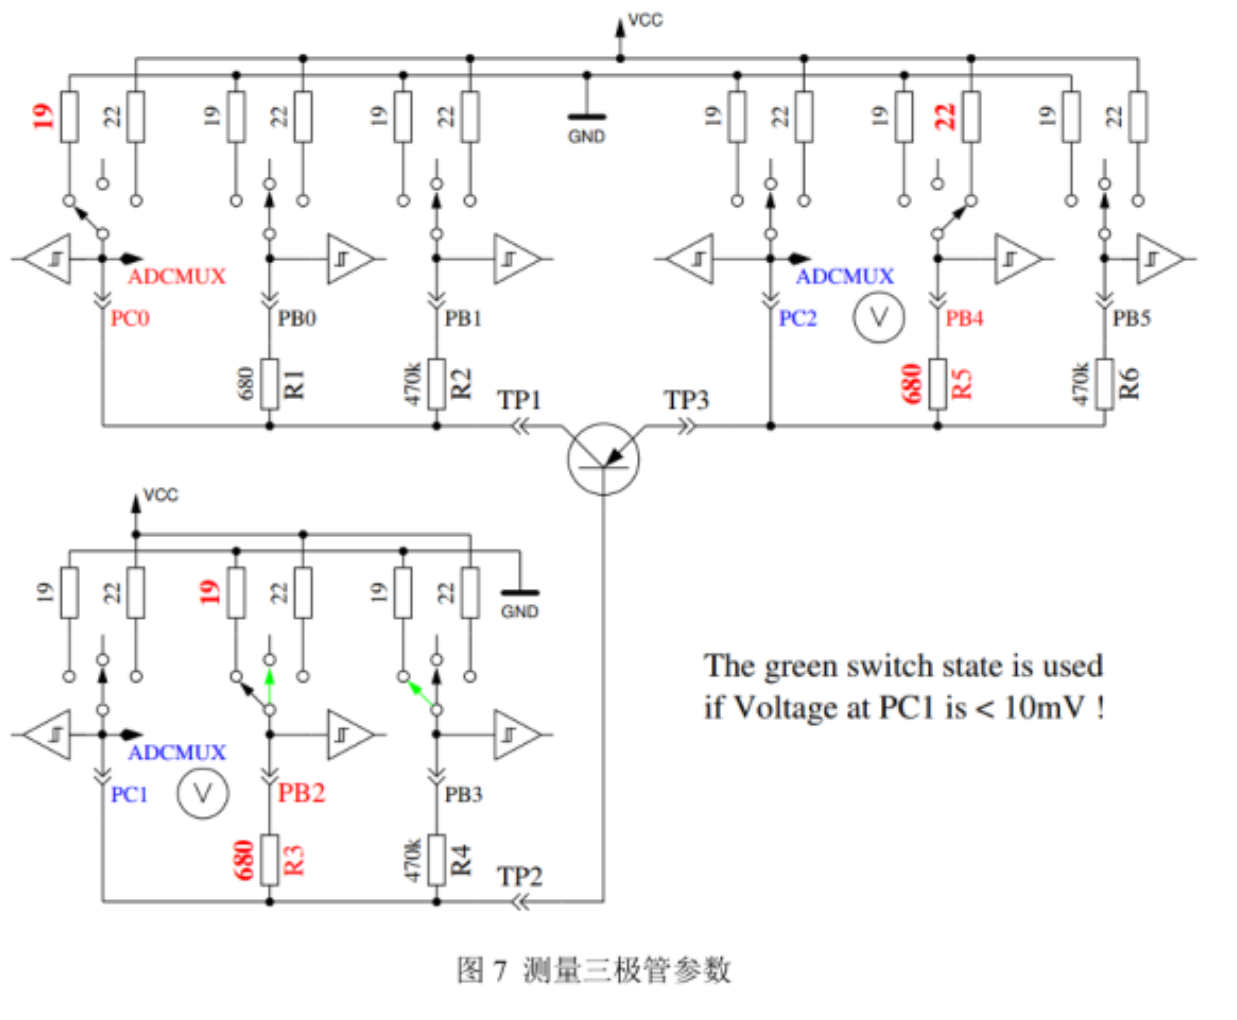 VCC
19 22 19 22 19 22 19 22 19 22 19 22
GND
ADCMUX ADCMUX
PC0 PB0 PB1 PC2 V PB4 PB5
680 R1 470k R2 680 R5 470k R6
TP1 TP3
VCC
19 22 19 22 19 22
GND
The green switch state is used
if Voltage at PC1 is < 10mV !
ADCMUX
PC1 V PB2 PB3
680 R3 470k R4
TP2
图 7 测量三极管参数